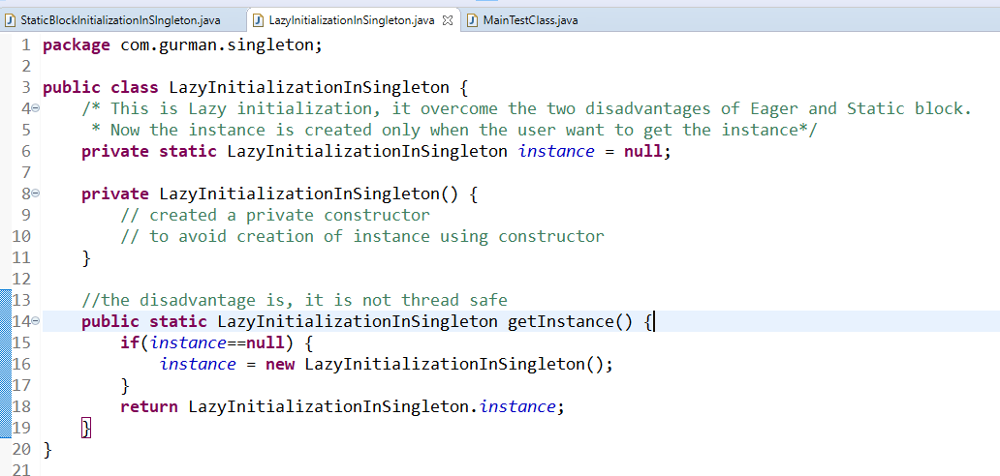 StaticBlockInitializationInSIngleton.java LazyInitializationInSingleton.java MainTestClass.java
1 package com.gurman.singleton;
2
3 public class LazyInitializationInSingleton {
4 /* This is Lazy initialization, it overcome the two disadvantages of Eager and Static block.
5 * Now the instance is created only when the user want to get the instance*/
6 private static LazyInitializationInSingleton instance = null;
7
8 private LazyInitializationInSingleton() {
9 // created a private constructor
10 // to avoid creation of instance using constructor
11 }
12
13 //the disadvantage is, it is not thread safe
14 public static LazyInitializationInSingleton getInstance() {
15 if(instance==null) {
16 instance = new LazyInitializationInSingleton();
17 }
18 return LazyInitializationInSingleton.instance;
19 }
20 }
21